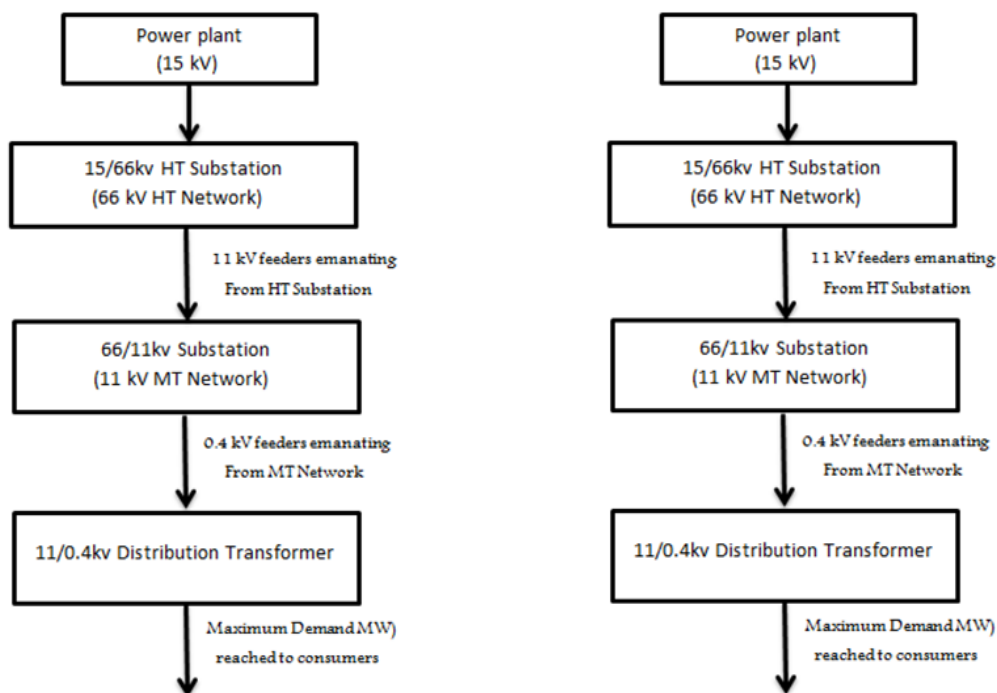 Power plant
(15 kV)
15/66kv HT Substation
(66 kV HT Network)
11 kV feeders emanating
From HT Substation
66/11kv Substation
(11 kV MT Network)
0.4 kV feeders emanating
From MT Network
11/0.4kv Distribution Transformer
Maximum Demand MW)
reached to consumers
Power plant
(15 kV)
15/66kv HT Substation
(66 kV HT Network)
11 kV feeders emanating
From HT Substation
66/11kv Substation
(11 kV MT Network)
0.4 kV feeders emanating
From MT Network
11/0.4kv Distribution Transformer
Maximum Demand MW)
reached to consumers